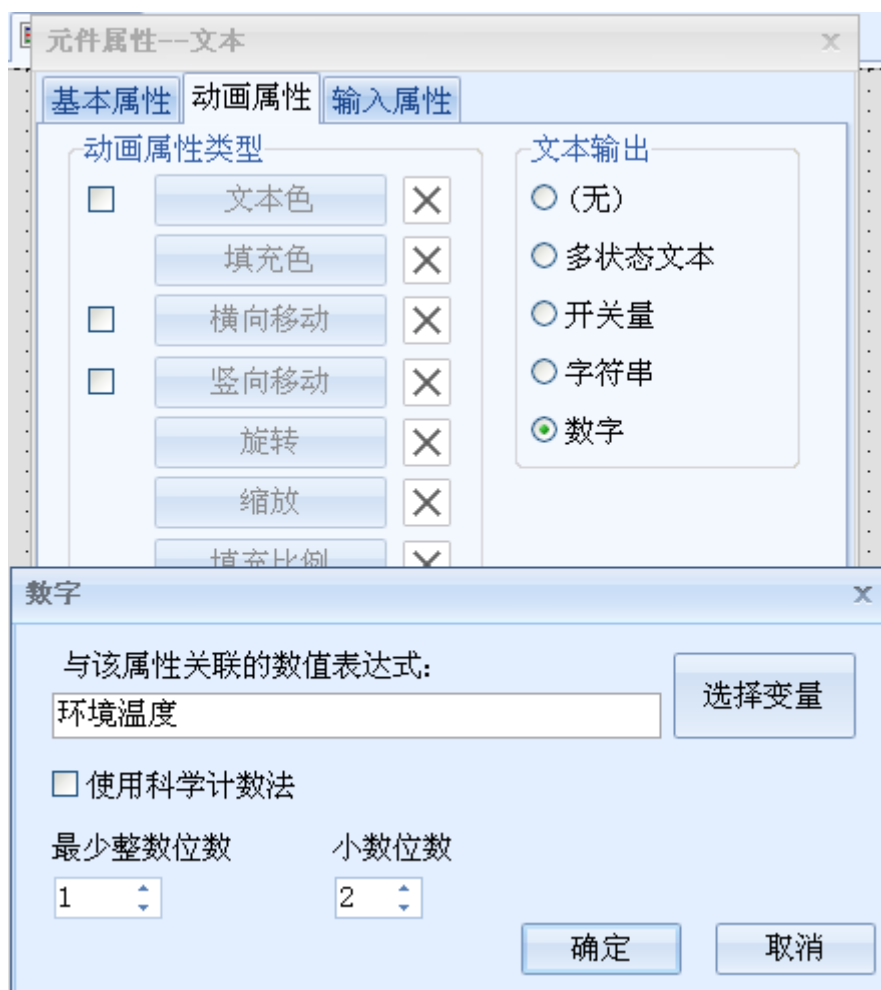 元件属性--文本
基本属性 动画属性 输入属性
动画属性类型
文本色
填充色
横向移动
竖向移动
旋转
缩放
填充比例
文本输出
(无)
多状态文本
开关量
字符串
数字
数字
与该属性关联的数值表达式:
环境温度
选择变量
使用科学计数法
最少整数位数 小数位数
1 2
确定 取消